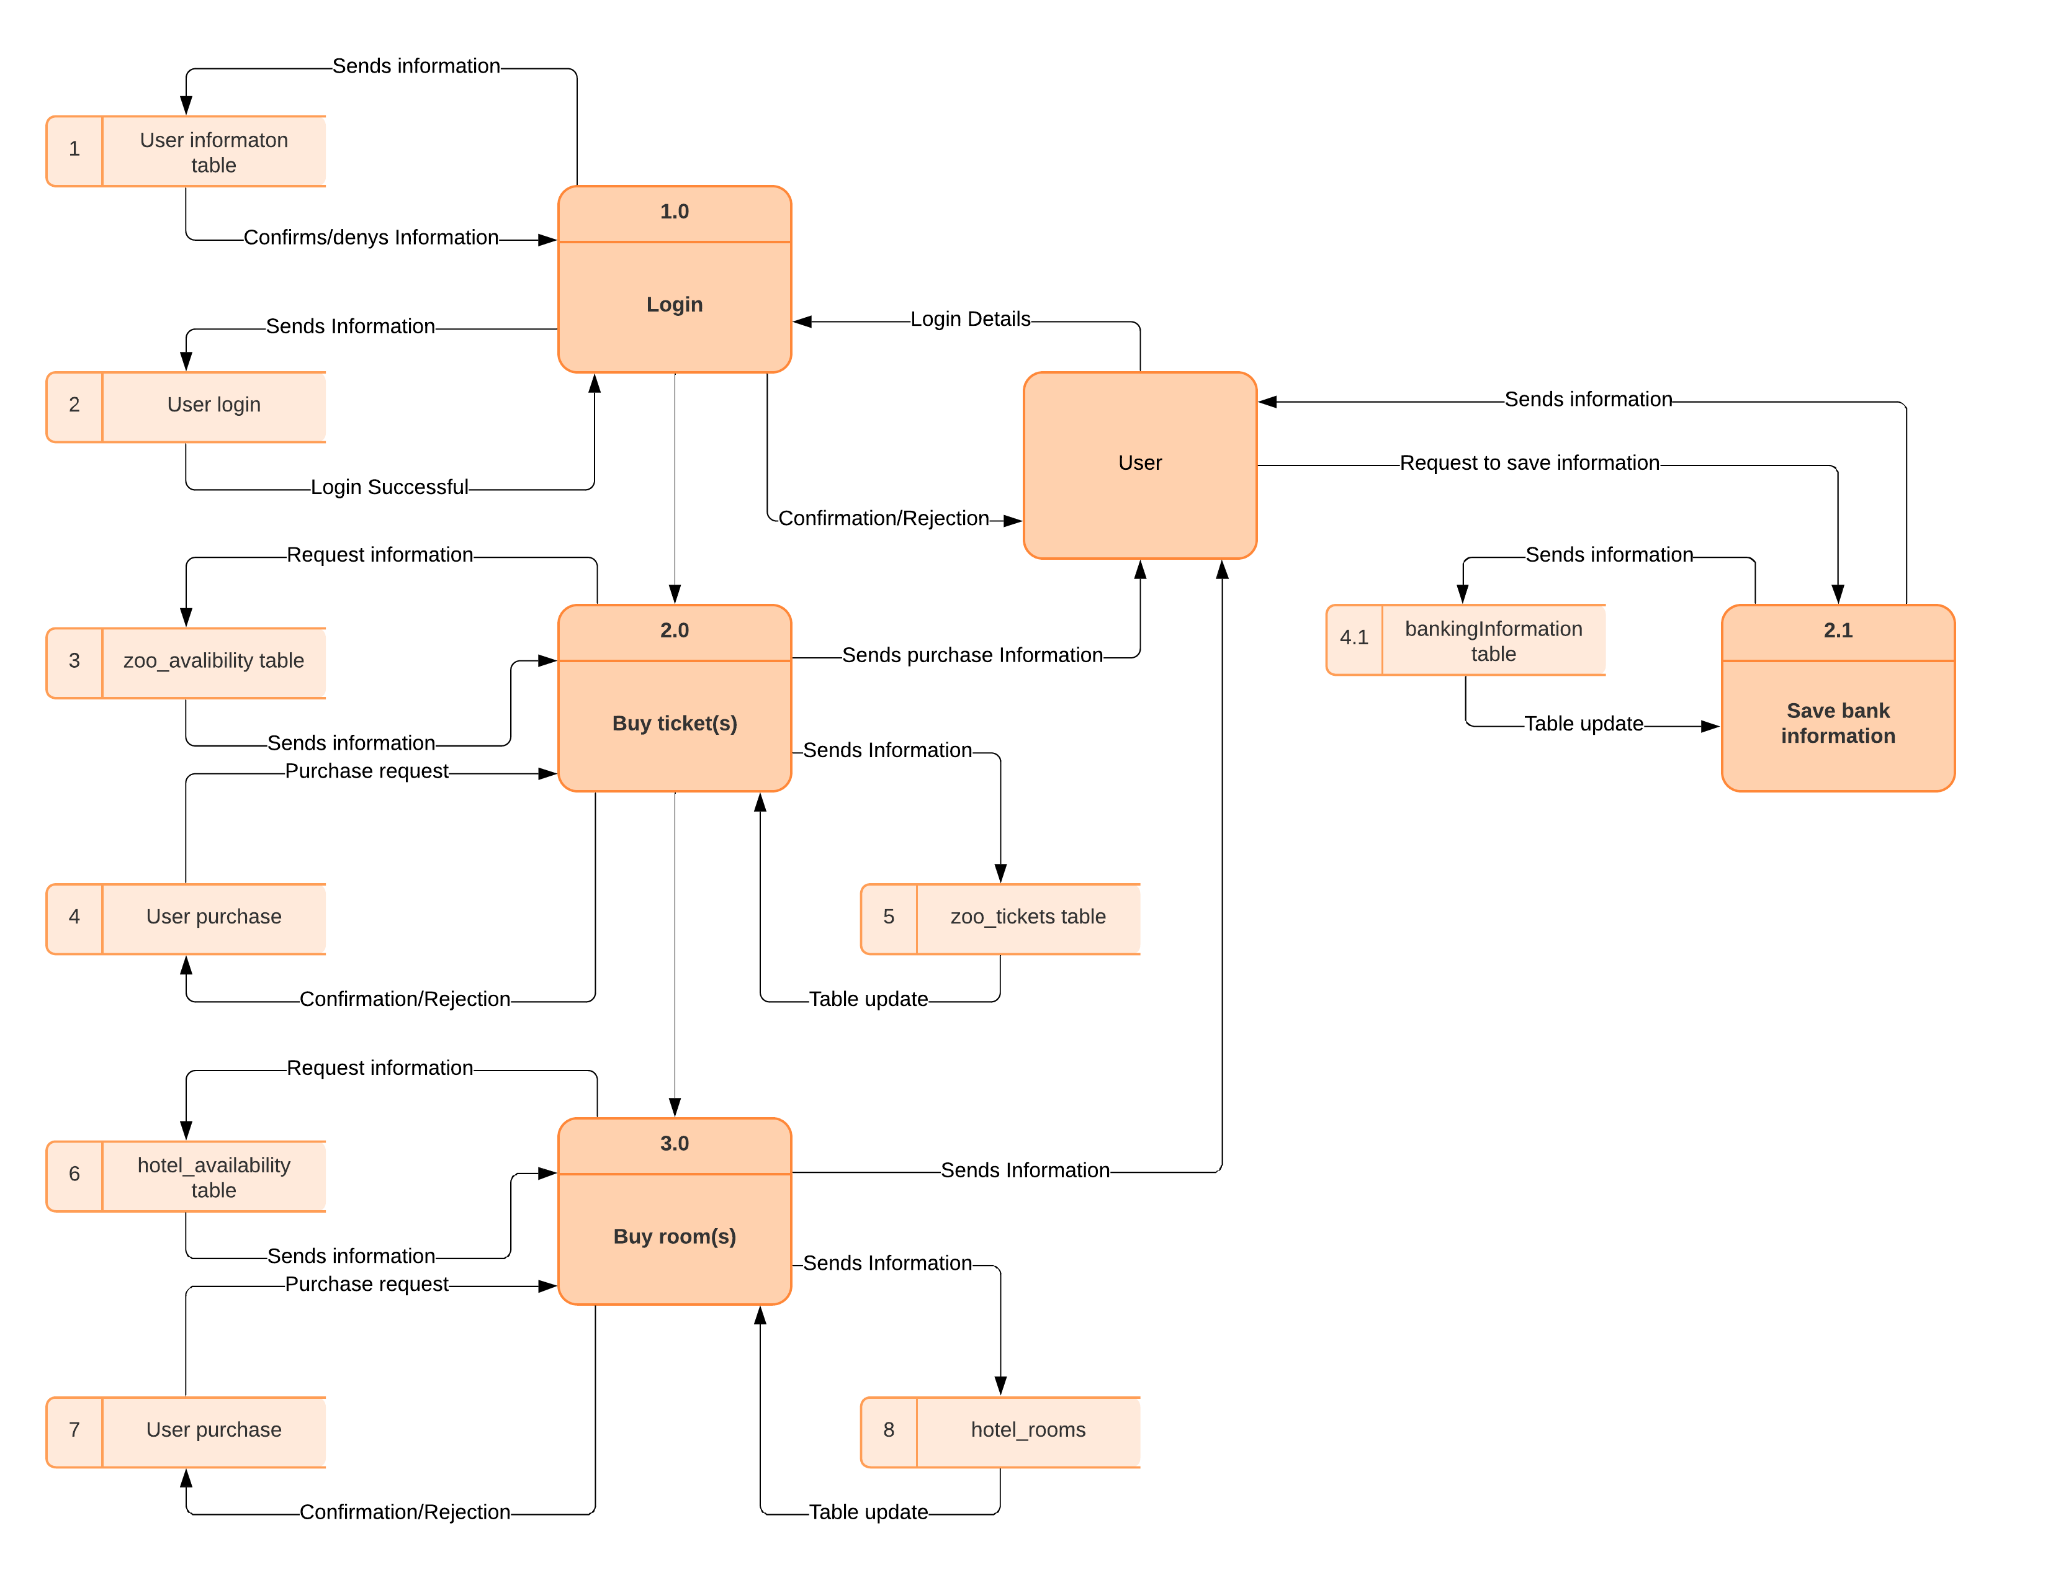 Sends information
1
User informaton
table
1.0
Confirms/denys Information
Login
Sends Information
Login Details
2
User login
Sends information
User
Request to save information
Login Successful
Confirmation/Rejection
Request information
Sends information
2.0
4.1
bankingInformation
table
2.1
3
zoo_avalibility table
Sends purchase Information
Buy ticket(s)
Save bank
information
Table update
Sends information
Sends Information
Purchase request
4
User purchase
5
zoo_tickets table
Confirmation/Rejection
Table update
Request information
3.0
6
hotel_availability
table
Sends Information
Buy room(s)
Sends information
Sends Information
Purchase request
7
User purchase
8
hotel_rooms
Confirmation/Rejection
Table update